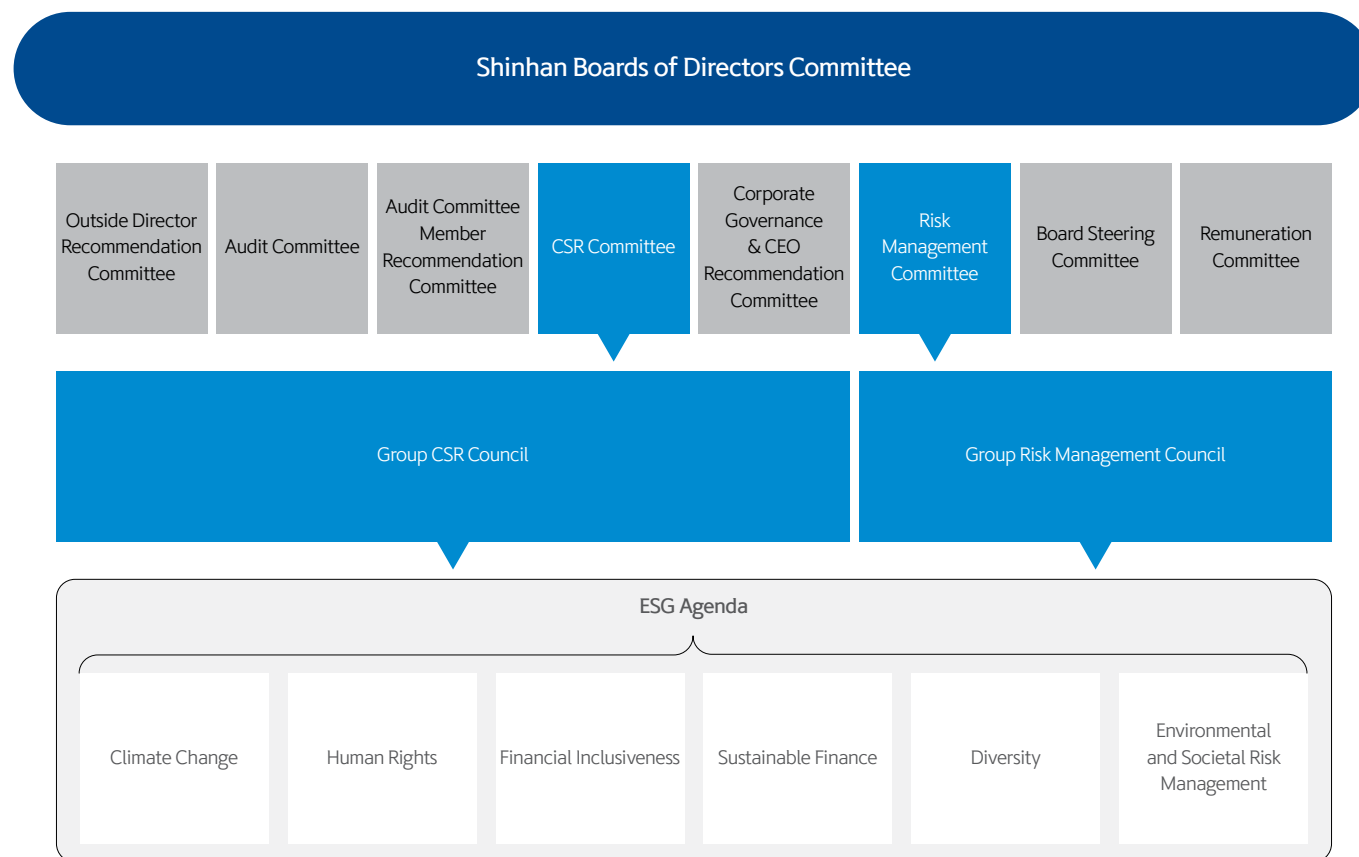 Shinhan Boards of Directors Committee
Outside Director
Recommendation
Committee
Audit Committee
Audit Committee
Member
Recommendation
Committee
CSR Committee
Corporate
Governance
& CEO
Recommendation
Committee
Risk
Management
Committee
Board Steering
Committee
Remuneration
Committee
Group CSR Council
Group Risk Management Council
ESG Agenda
Climate Change
Human Rights
Financial Inclusiveness
Sustainable Finance
Diversity
Environmental
and Societal Risk
Management